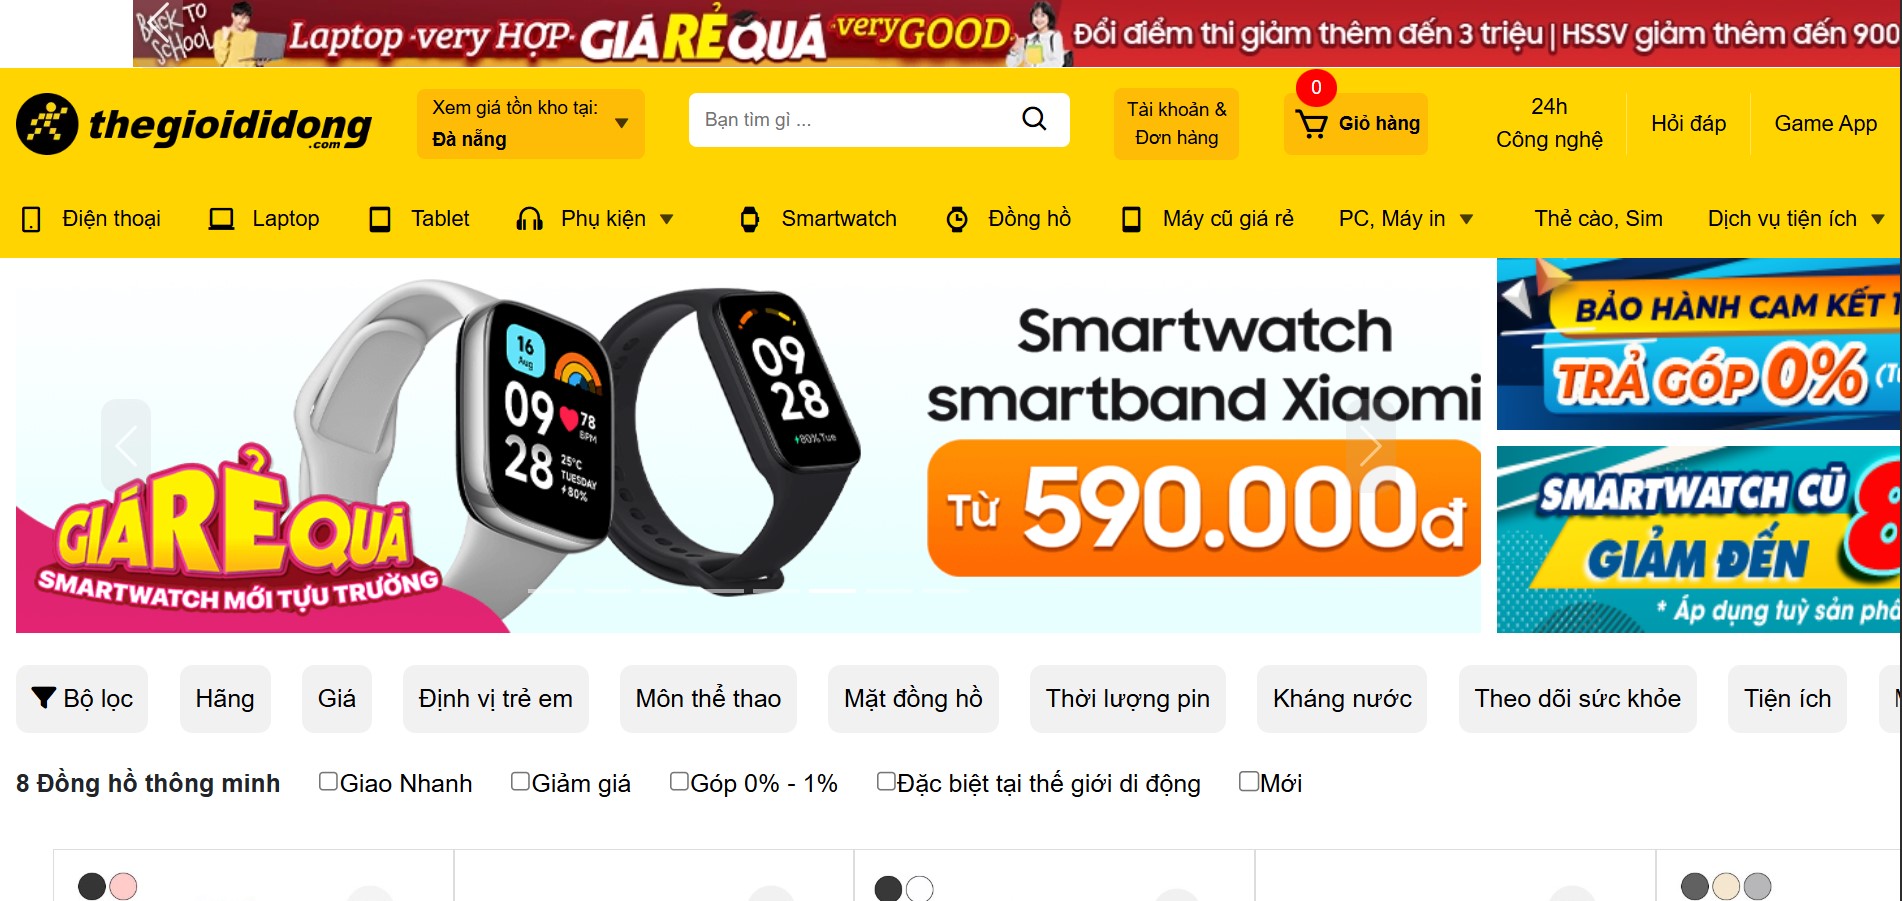 BACK TO SCHOOL
Laptop very HỢP GIÁ RẺ QUÁ very GOOD
Đổi điểm thi giảm thêm đến 3 triệu | HSSV giảm thêm đến 900
thegioididong
.com
Xem giá tồn kho tại:
Đà nẵng
Bạn tìm gì ...
Tài khoản &
Đơn hàng
0
Giỏ hàng
24h
Công nghệ
Hỏi đáp
Game App
Điện thoại
Laptop
Tablet
Phụ kiện
Smartwatch
Đồng hồ
Máy cũ giá rẻ
PC, Máy in
Thẻ cào, Sim
Dịch vụ tiện ích
16
Aug
09
28
78
BPM
25°C
TUESDAY
80%
09
28
80% Tue
GIÁ RẺ QUÁ
SMARTWATCH MỚI TỰU TRƯỜNG
Smartwatch
smartband Xiaomi
Từ 590.000đ
BẢO HÀNH CAM KẾT 1
TRẢ GÓP 0%
SMARTWATCH CŨ
GIẢM ĐẾN 8
* Áp dụng tuỳ sản
Bộ lọc
Hãng
Giá
Định vị trẻ em
Môn thể thao
Mặt đồng hồ
Thời lượng pin
Kháng nước
Theo dõi sức khỏe
Tiện ích
8 Đồng hồ thông minh
Giao Nhanh
Giảm giá
Góp 0% - 1%
Đặc biệt tại thế giới di động
Mới